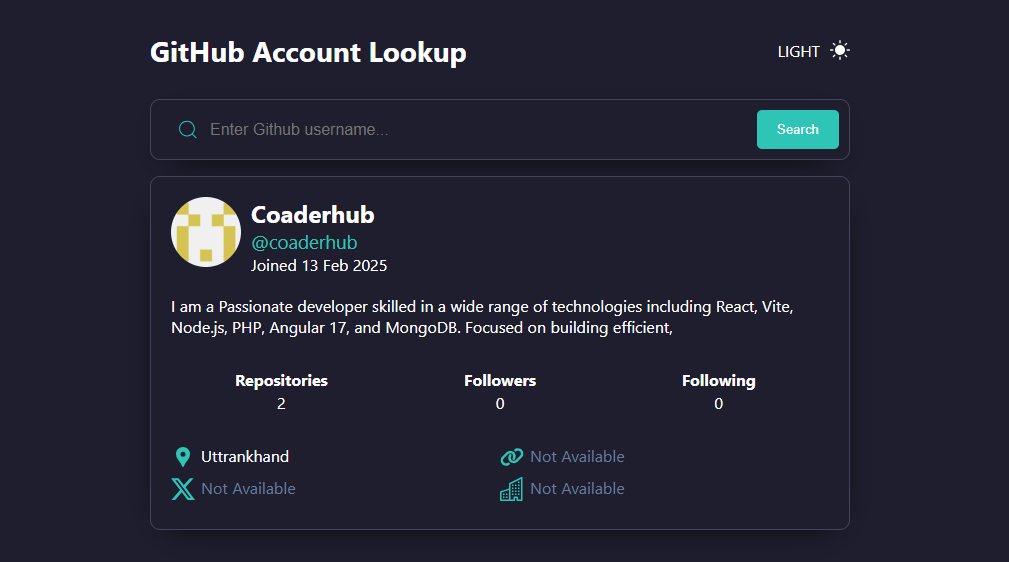 GitHub Account Lookup
LIGHT
Enter Github username...
Search
Coaderhub
@coaderhub
Joined 13 Feb 2025
I am a Passionate developer skilled in a wide range of technologies including React, Vite,
Node.js, PHP, Angular 17, and MongoDB. Focused on building efficient,
Repositories Followers Following
2 0 0
Uttrankhand Not Available
Not Available Not Available